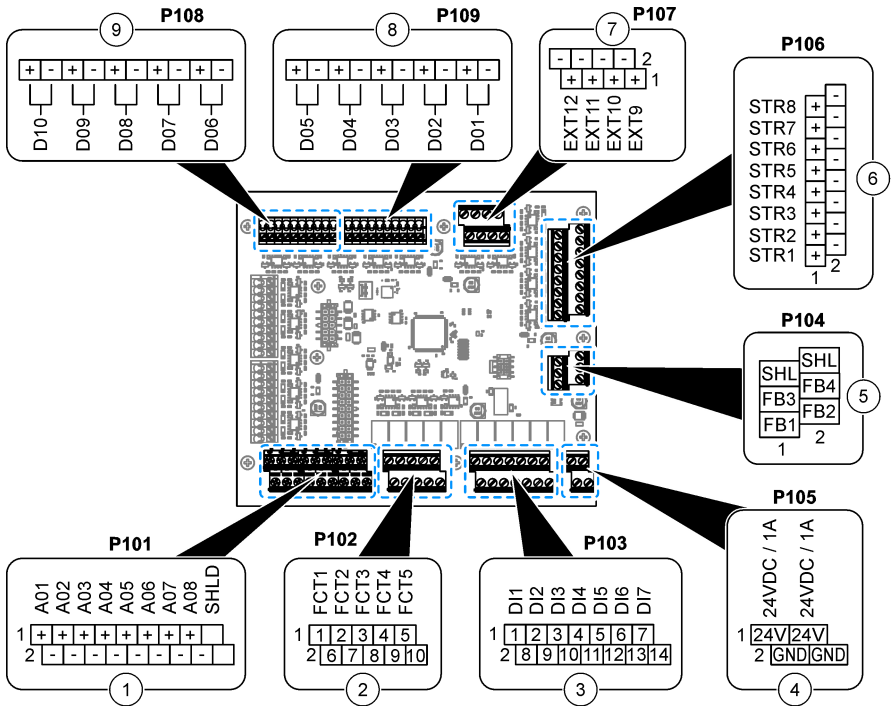 9 P108
+ - + - + - + - + -
D10 D09 D08 D07 D06
8 P109
+ - + - + - + - + -
D05 D04 D03 D02 D01
7 P107
- - - - 2
+ + + + 1
EXT12 EXT11 EXT10 EXT9
P106
-
STR8 + -
STR7 + -
STR6 + -
STR5 + -
STR4 + -
STR3 + -
STR2 + -
STR1 +
1 2
6
P104
SHL SHL
FB3 FB4
FB1 FB2
1 2
5
P101
A01 A02 A03 A04 A05 A06 A07 A08 SHLD
1 + + + + + + + +
2 - - - - - - - -
1
P102
FCT1 FCT2 FCT3 FCT4 FCT5
1 1 2 3 4 5
2 6 7 8 9 10
2
P103
DI1 DI2 DI3 DI4 DI5 DI6 DI7
1 1 2 3 4 5 6 7
2 8 9 10 11 12 13 14
3
P105
24VDC / 1A 24VDC / 1A
1 24V 24V
2 GND GND
4